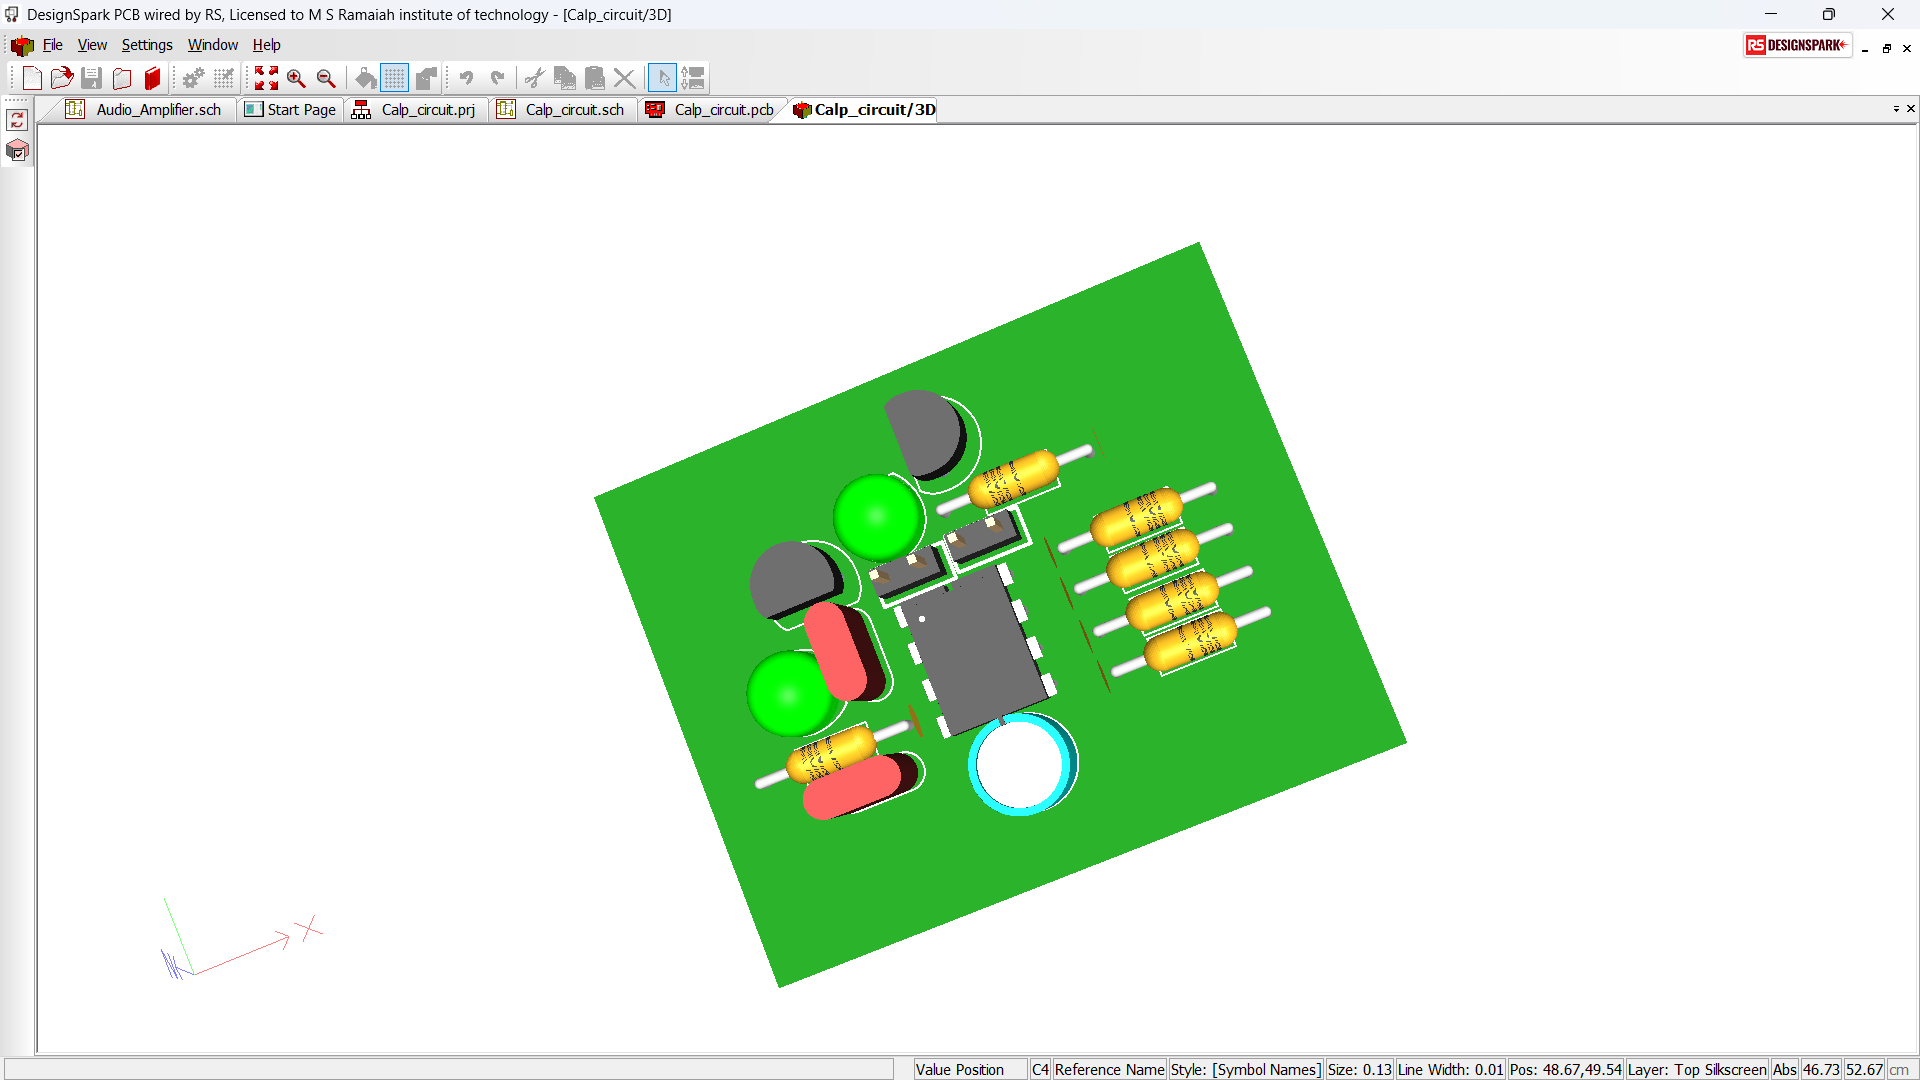 DesignSpark PCB wired by RS, Licensed to M S Ramaiah institute of technology - [Calp_circuit/3D]
File View Settings Window Help
RS DESIGNSPARK
Audio_Amplifier.sch Start Page Calp_circuit.prj Calp_circuit.sch Calp_circuit.pcb Calp_circuit/3D
X
Value Position C4 Reference Name Style: [Symbol Names] Size: 0.13 Line Width: 0.01 Pos: 48.67,49.54 Layer: Top Silkscreen Abs 46.73 52.67 cm